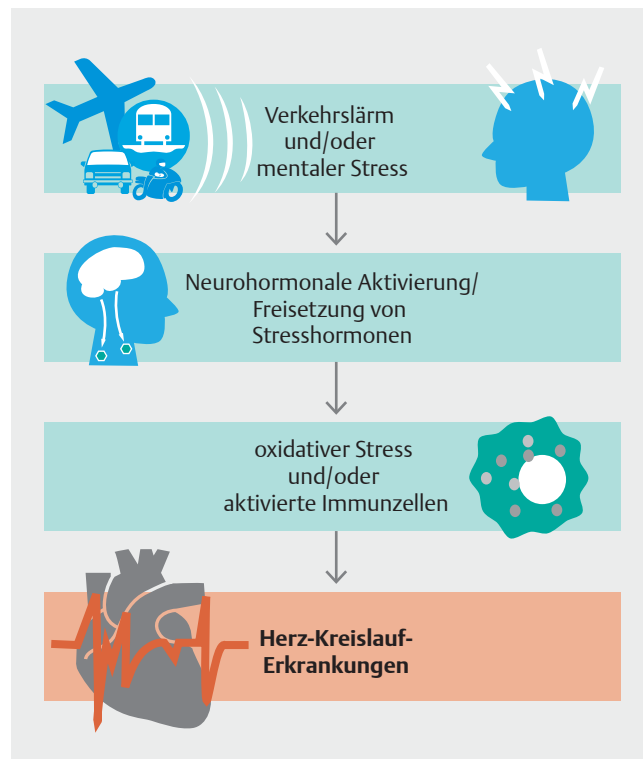 Verkehrslärm
und/oder
mentaler Stress
Neurohormonale Aktivierung/
Freisetzung von
Stresshormonen
oxidativer Stress
und/oder
aktivierte Immunzellen
Herz-Kreislauf-
Erkrankungen